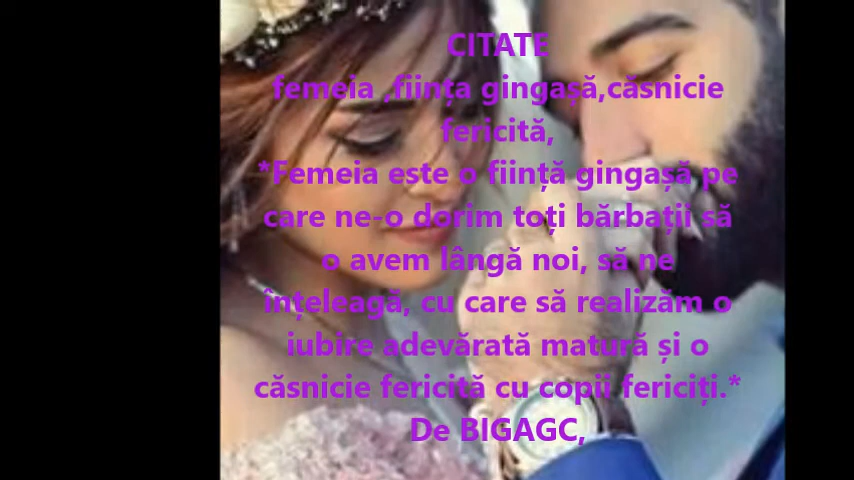 CITATE
femeia ,ființa gingașă,căsnicie
fericită,
*Femeia este o ființă gingașă pe
care ne-o dorim toți bărbații să
o avem lângă noi, să ne
înțeleagă, cu care să realizăm o
iubire adevărată matură și o
căsnicie fericită cu copii fericiți.*
De BIGAGC,